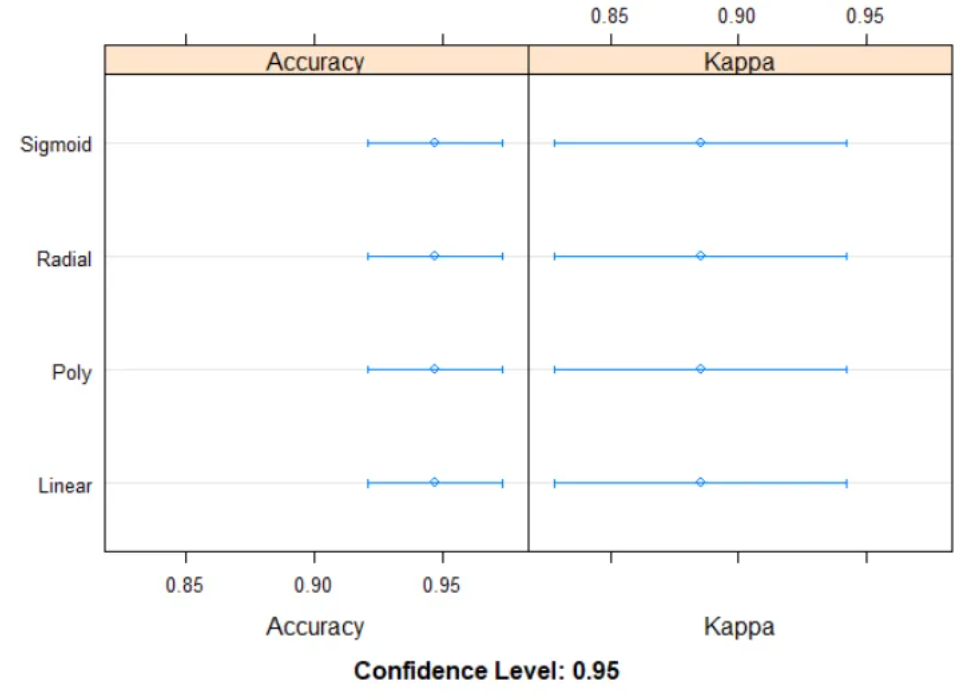 0.85 0.90 0.95
Accuracy Kappa
Sigmoid
Radial
Poly
Linear
0.85 0.90 0.95
Accuracy Kappa
Confidence Level: 0.95